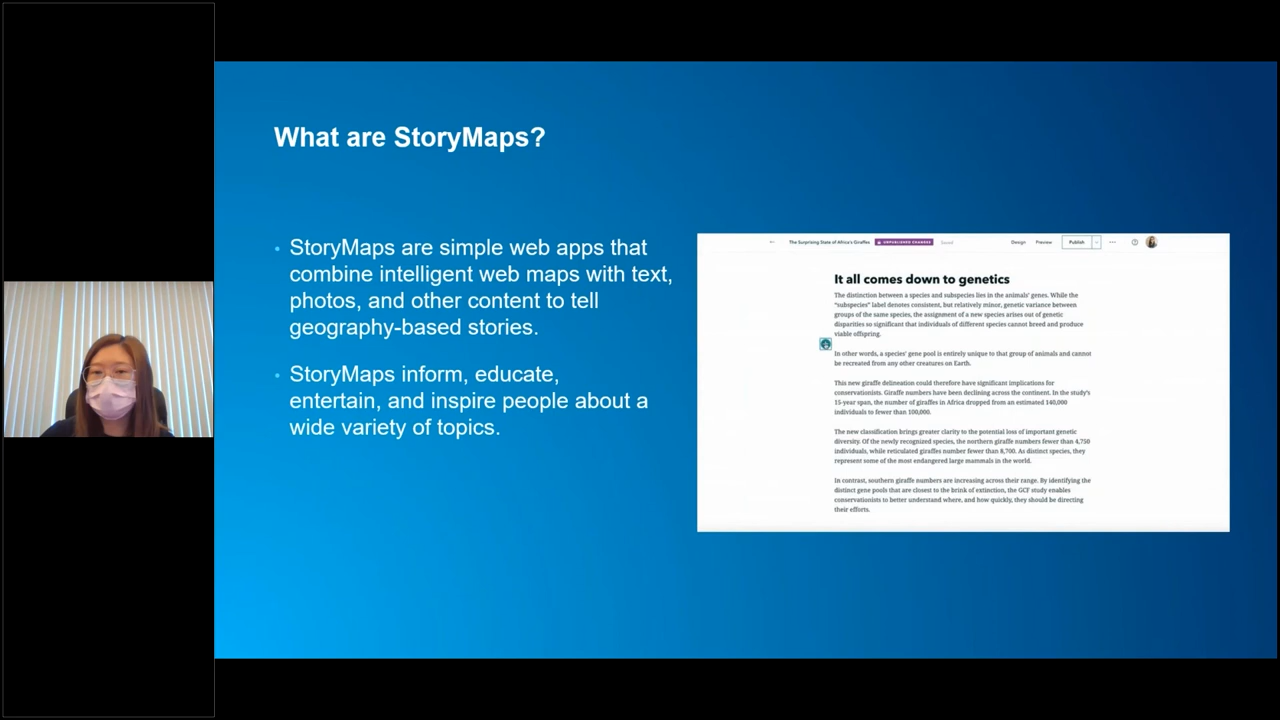 What are StoryMaps?
• StoryMaps are simple web apps that
combine intelligent web maps with text,
photos, and other content to tell
geography-based stories.
• StoryMaps inform, educate,
entertain, and inspire people about a
wide variety of topics.
The Surprising State of Africa's Giraffes UNPUBLISHED CHANGES Saved Design Preview Publish
It all comes down to genetics
The distinction between a species and subspecies lies in the animals' genes. While the
"subspecies" label denotes consistent, but relatively minor, genetic variance between
groups of the same species, the assignment of a new species arises out of genetic
disparities so significant that individuals of different species cannot breed and produce
viable offspring.
In other words, a species' gene pool is entirely unique to that group of animals and cannot
be recreated from any other creatures on Earth.
This new giraffe delineation could therefore have significant implications for
conservationists. Giraffe numbers have been declining across the continent. In the study's
15-year span, the number of giraffes in Africa dropped from an estimated 140,000
individuals to fewer than 100,000.
The new classification brings greater clarity to the potential loss of important genetic
diversity. Of the newly recognized species, the northern giraffe numbers fewer than 4,750
individuals, while reticulated giraffes number fewer than 8,700. As distinct species, they
represent some of the most endangered large mammals in the world.
In contrast, southern giraffe numbers are increasing across their range. By identifying the
distinct gene pools that are closest to the brink of extinction, the GCF study enables
conservationists to better understand where, and how quickly, they should be directing
their efforts.